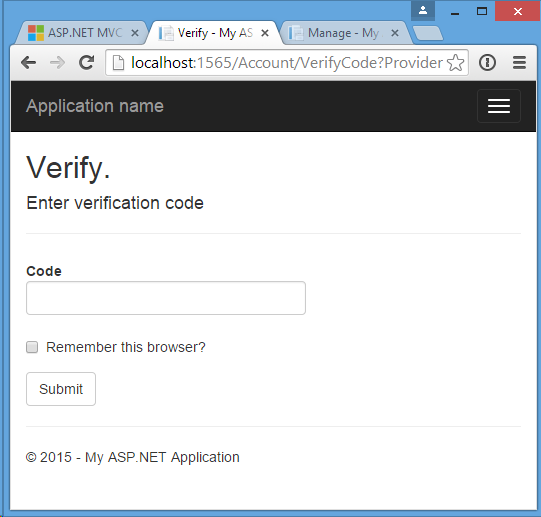 ASP.NET MVC
Verify - My AS
Manage - My
localhost:1565/Account/VerifyCode?Provider
Application name
Verify.
Enter verification code
Code
Remember this browser?
Submit
© 2015 - My ASP.NET Application